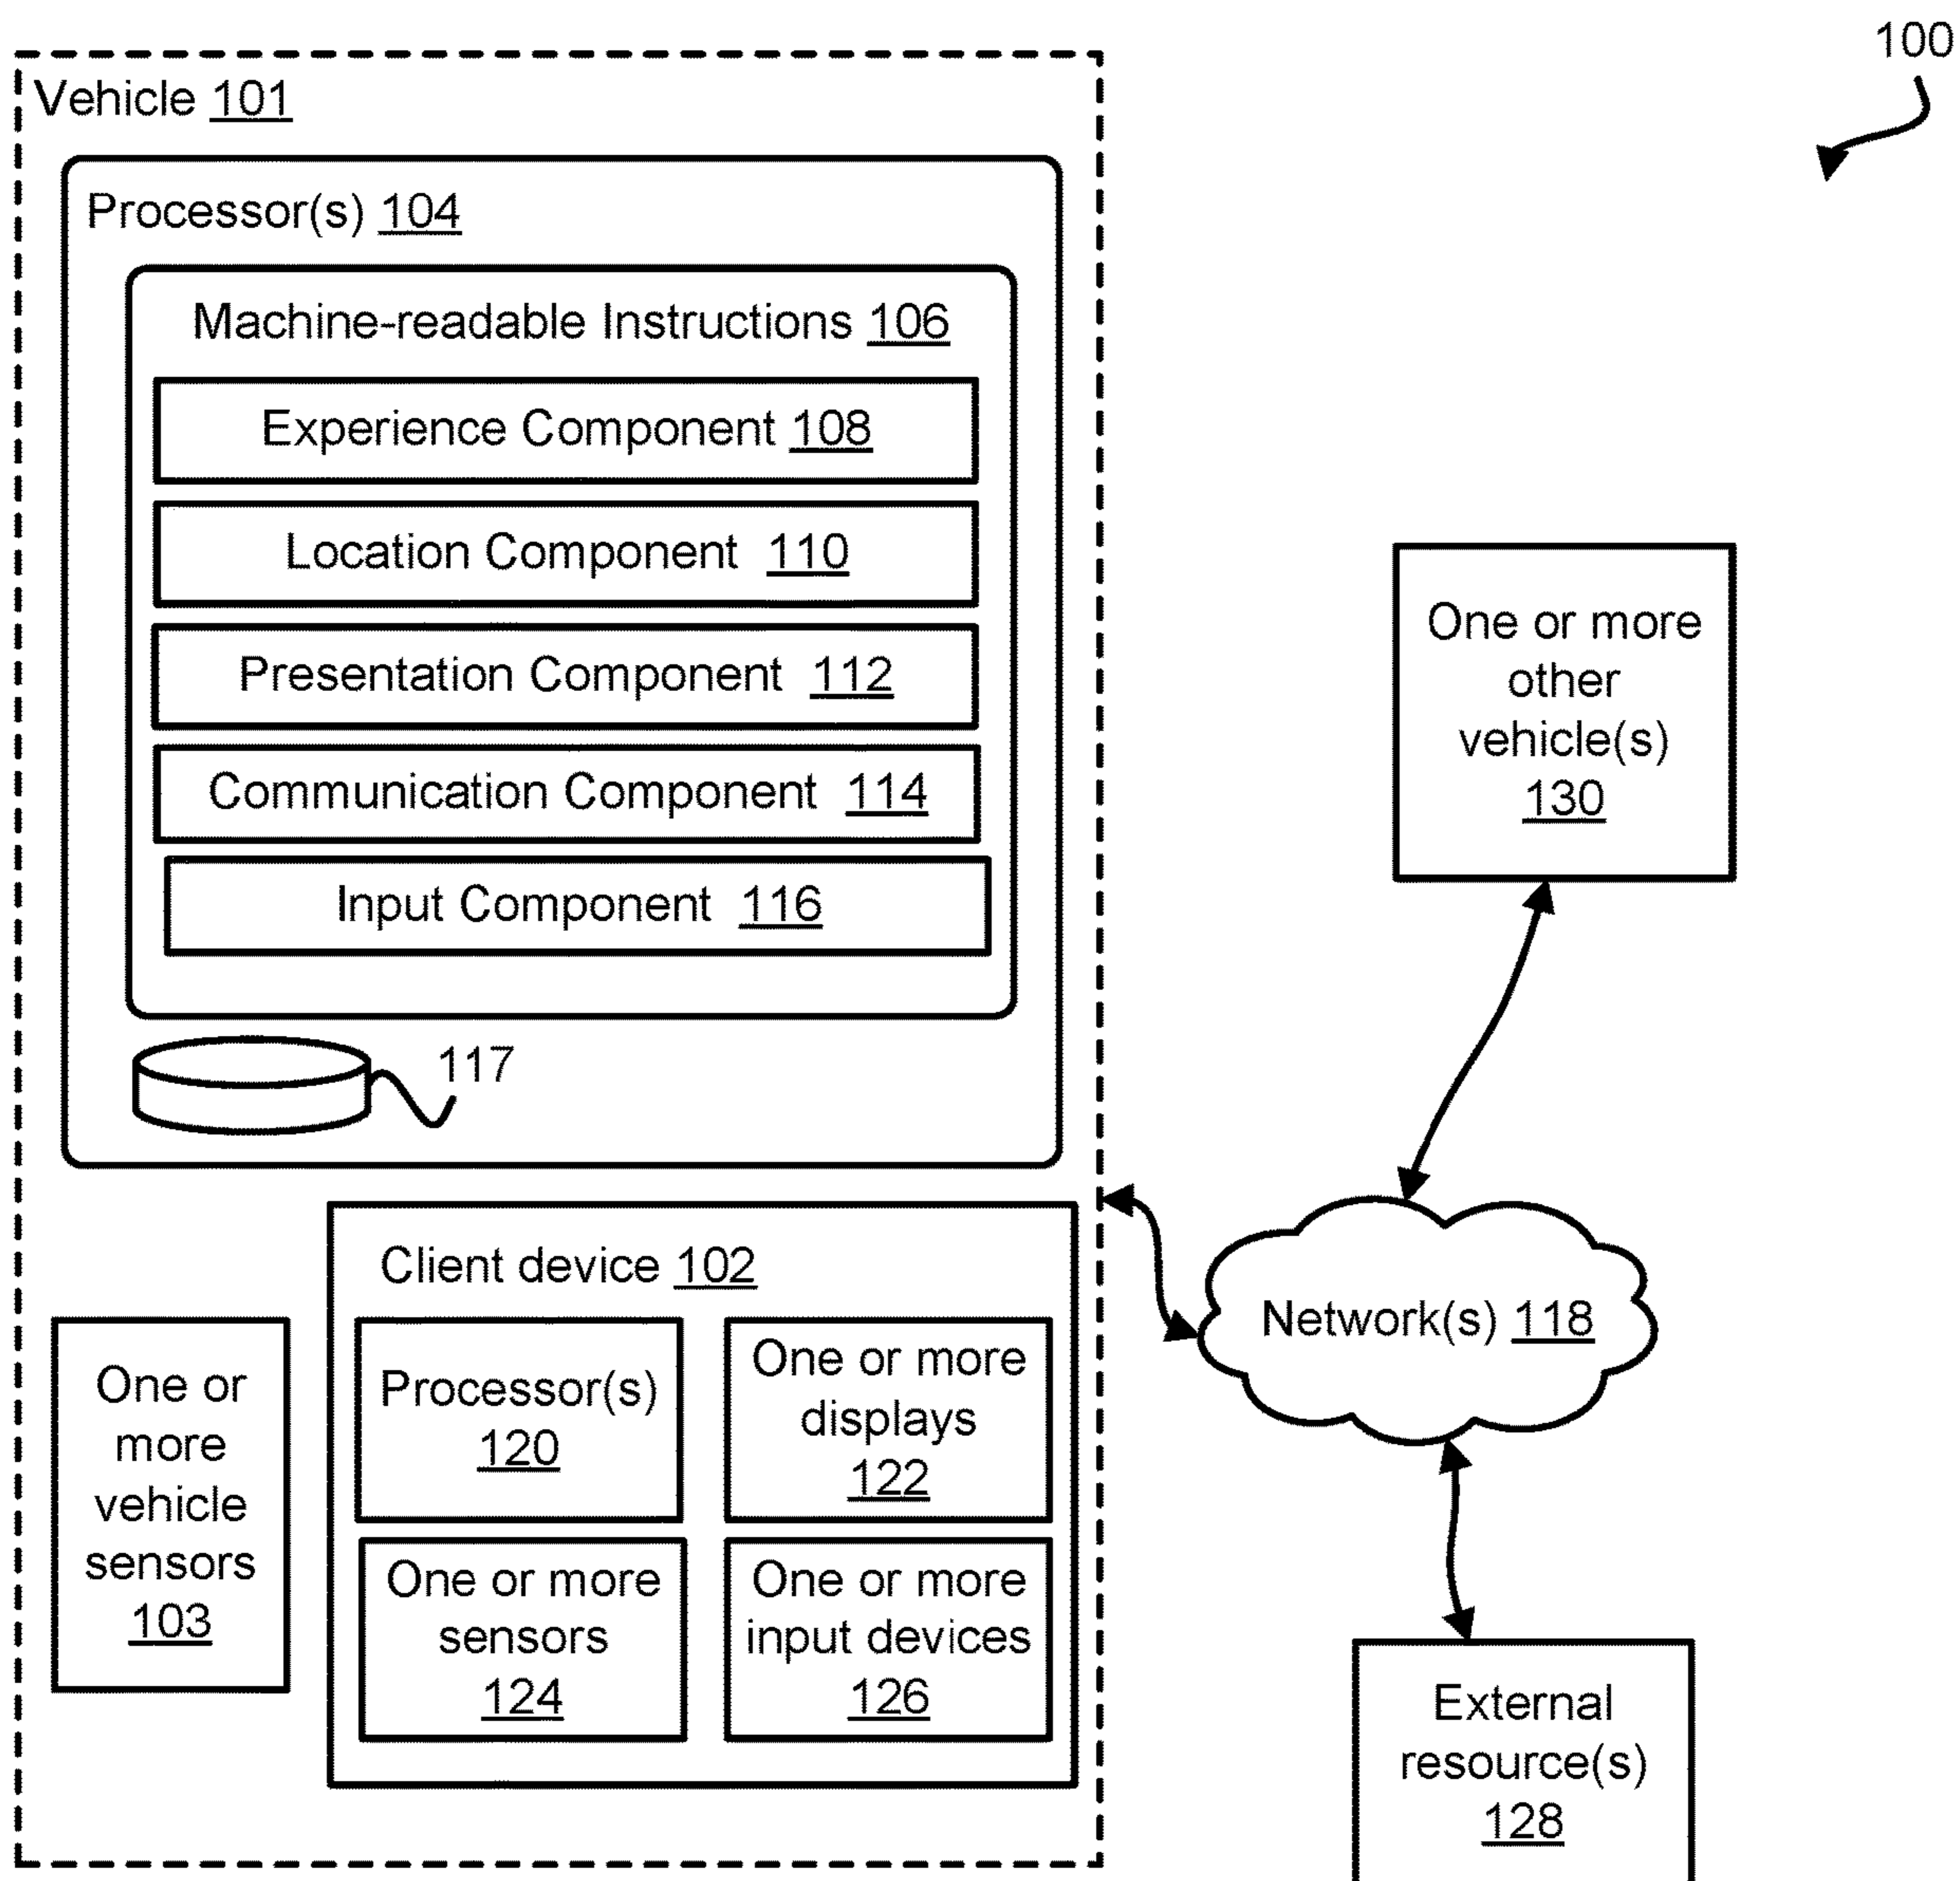 100
Vehicle 101
Processor(s) 104
Machine-readable Instructions 106
Experience Component 108
Location Component 110
Presentation Component 112
Communication Component 114
Input Component 116
117
Client device 102
One or
more
vehicle
sensors
103
Processor(s)
120
One or more
displays
122
One or more
sensors
124
One or more
input devices
126
One or more
other
vehicle(s)
130
Network(s) 118
External
resource(s)
128